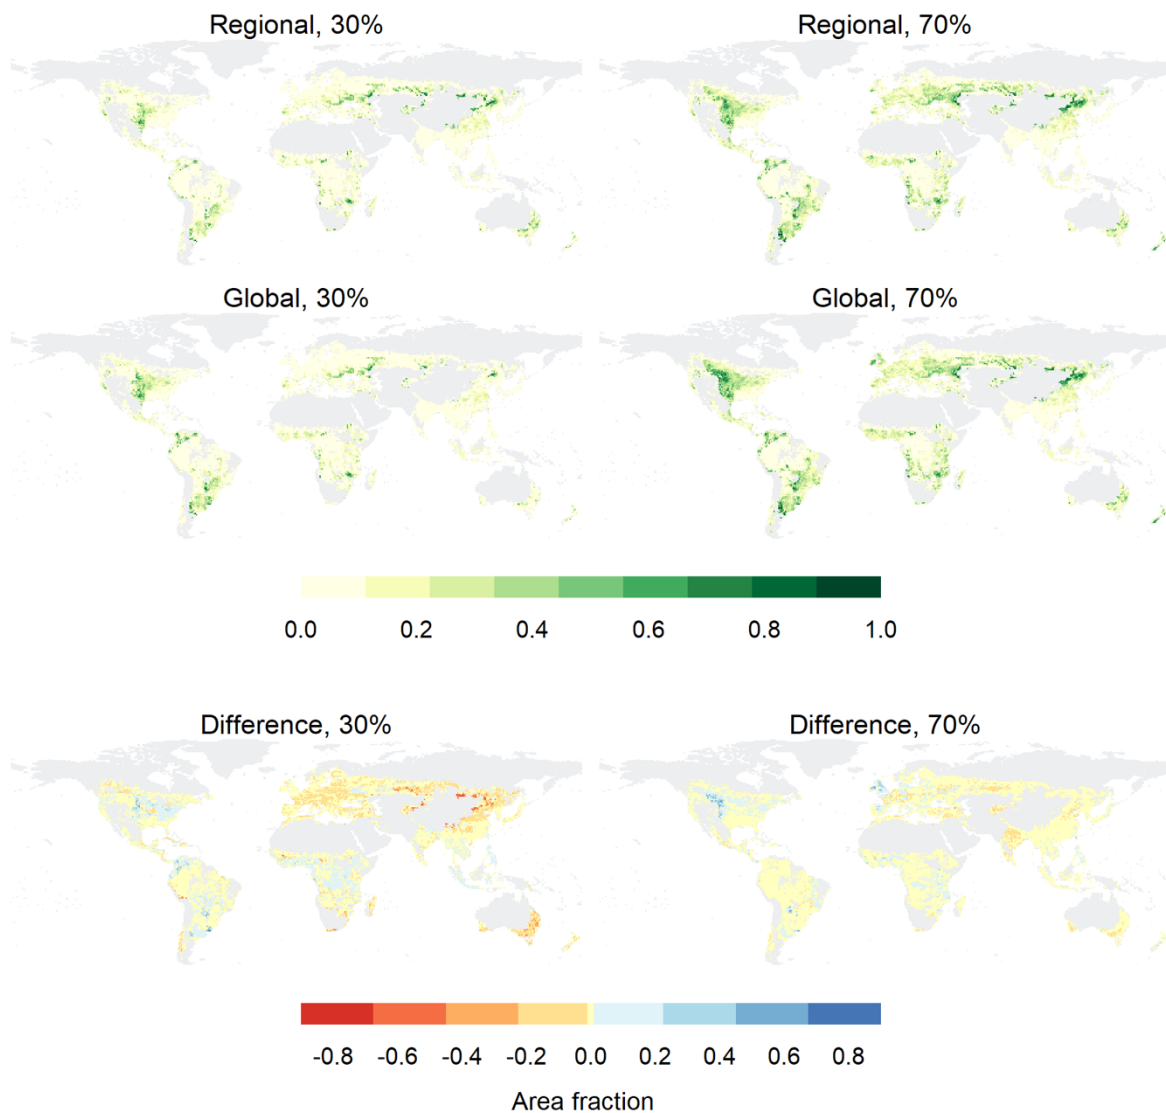 Regional, 30%
Regional, 70%
Global, 30%
Global, 70%
0.0 0.2 0.4 0.6 0.8 1.0
Difference, 30%
Difference, 70%
-0.8 -0.6 -0.4 -0.2 0.0 0.2 0.4 0.6 0.8
Area fraction